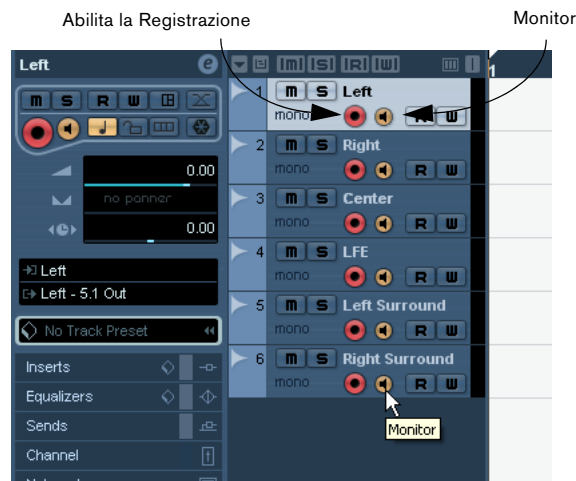 Abilita la Registrazione
Monitor
Left
e
m S R W
0.00
no panner
0.00
Left
Left - 5.1 Out
No Track Preset
Inserts
Equalizers
Sends
Channel
m S R W
1
1 m S Left
mono R W
2 m S Right
mono R W
3 m S Center
mono R W
4 m S LFE
mono R W
5 m S Left Surround
mono R W
6 m S Right Surround
mono R W
Monitor